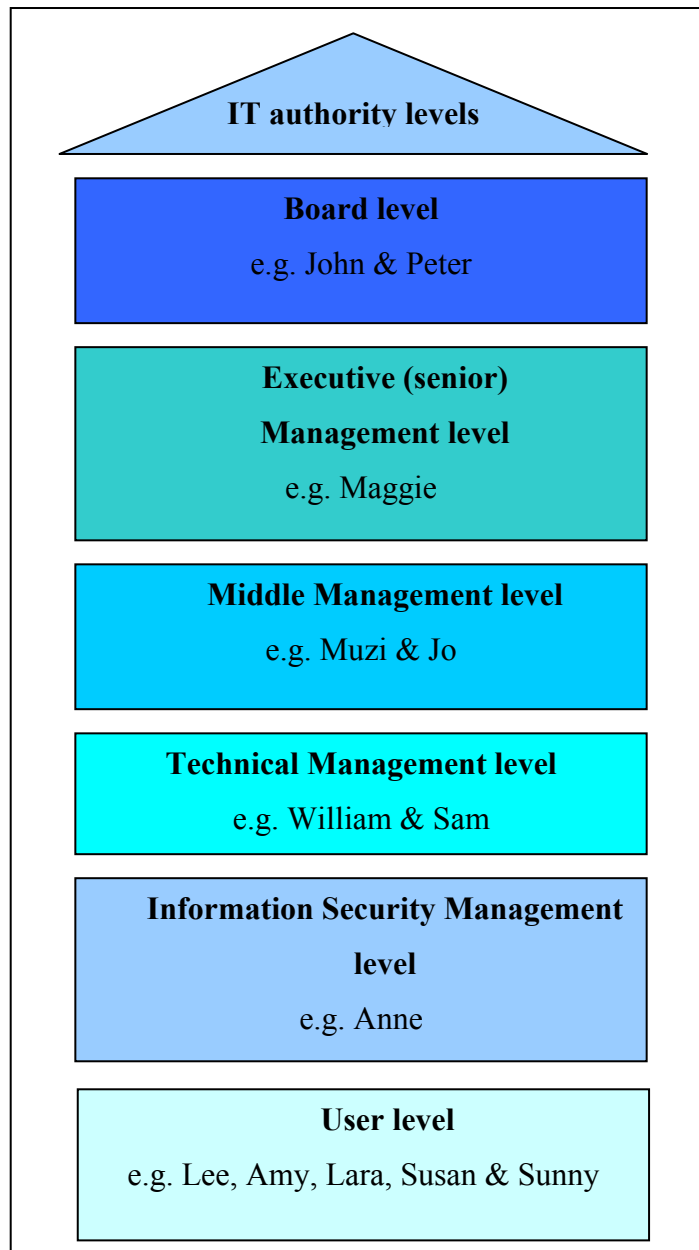 IT authority levels
Board level
e.g. John & Peter
Executive (senior)
Management level
e.g. Maggie
Middle Management level
e.g. Muzi & Jo
Technical Management level
e.g. William & Sam
Information Security Management
level
e.g. Anne
User level
e.g. Lee, Amy, Lara, Susan & Sunny